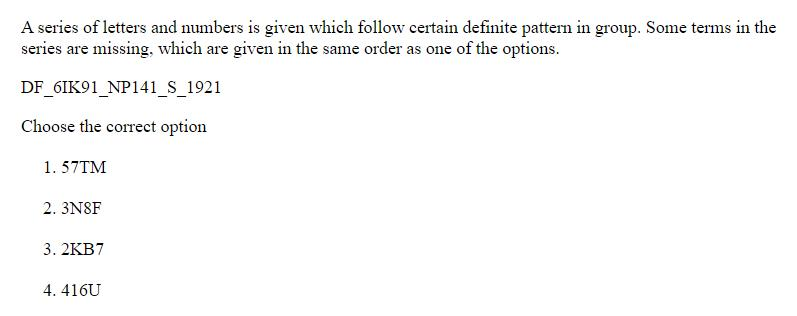 A series of letters and numbers is given which follow certain definite pattern in group. Some terms in the
series are missing, which are given in the same order as one of the options.
DF_6IK91_NP141_S_1921
Choose the correct option
1. 57TM
2. 3N8F
3. 2KB7
4. 416U